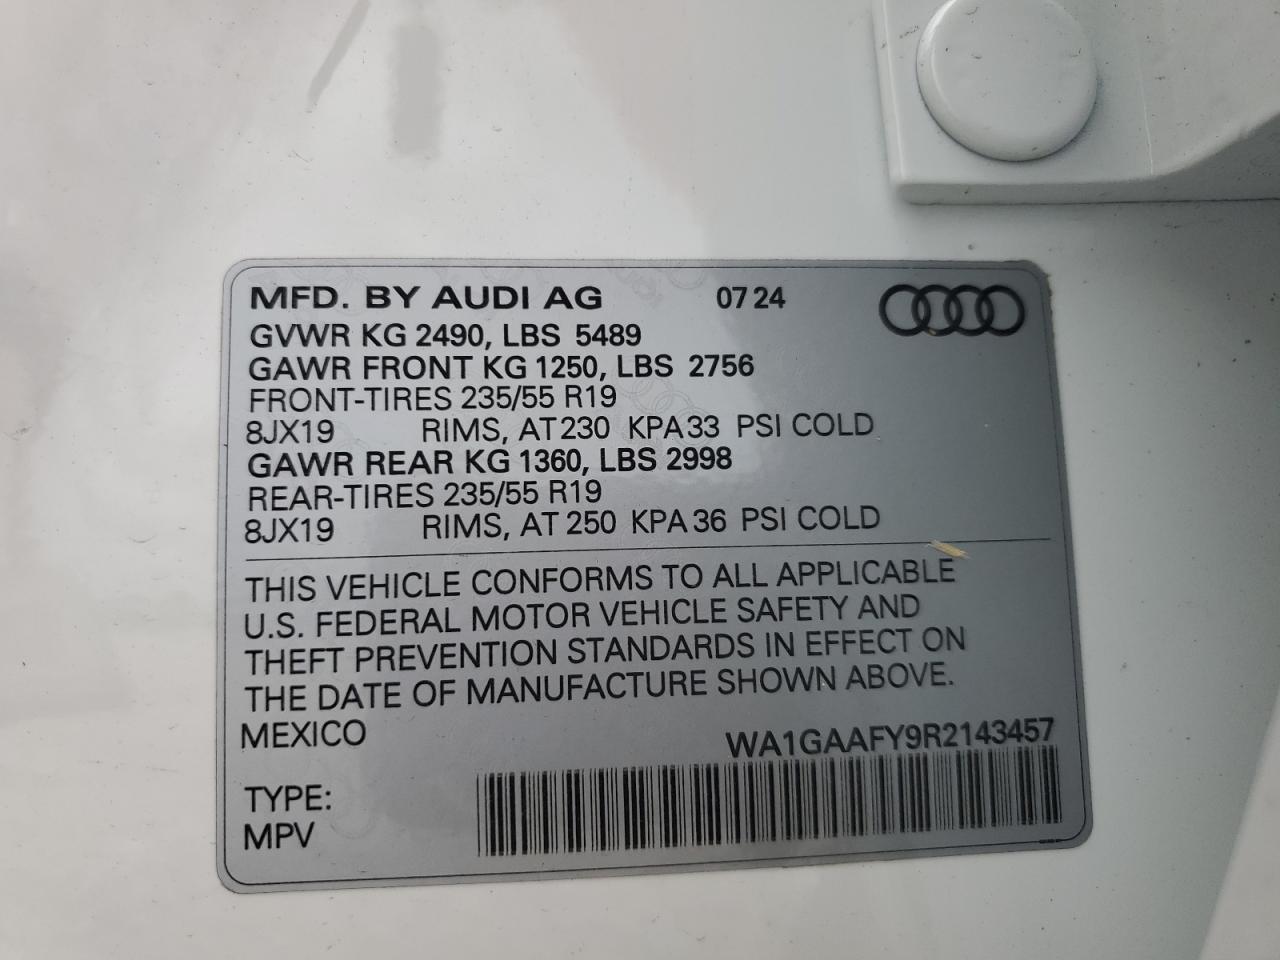 MFD. BY AUDI AG 07 24
GVWR KG 2490, LBS 5489
GAWR FRONT KG 1250, LBS 2756
FRONT-TIRES 235/55 R19
8JX19 RIMS, AT 230 KPA 33 PSI COLD
GAWR REAR KG 1360, LBS 2998
REAR-TIRES 235/55 R19
8JX19 RIMS, AT 250 KPA 36 PSI COLD
THIS VEHICLE CONFORMS TO ALL APPLICABLE
U.S. FEDERAL MOTOR VEHICLE SAFETY AND
THEFT PREVENTION STANDARDS IN EFFECT ON
THE DATE OF MANUFACTURE SHOWN ABOVE.
MEXICO WA1GAAFY9R2143457
TYPE:
MPV